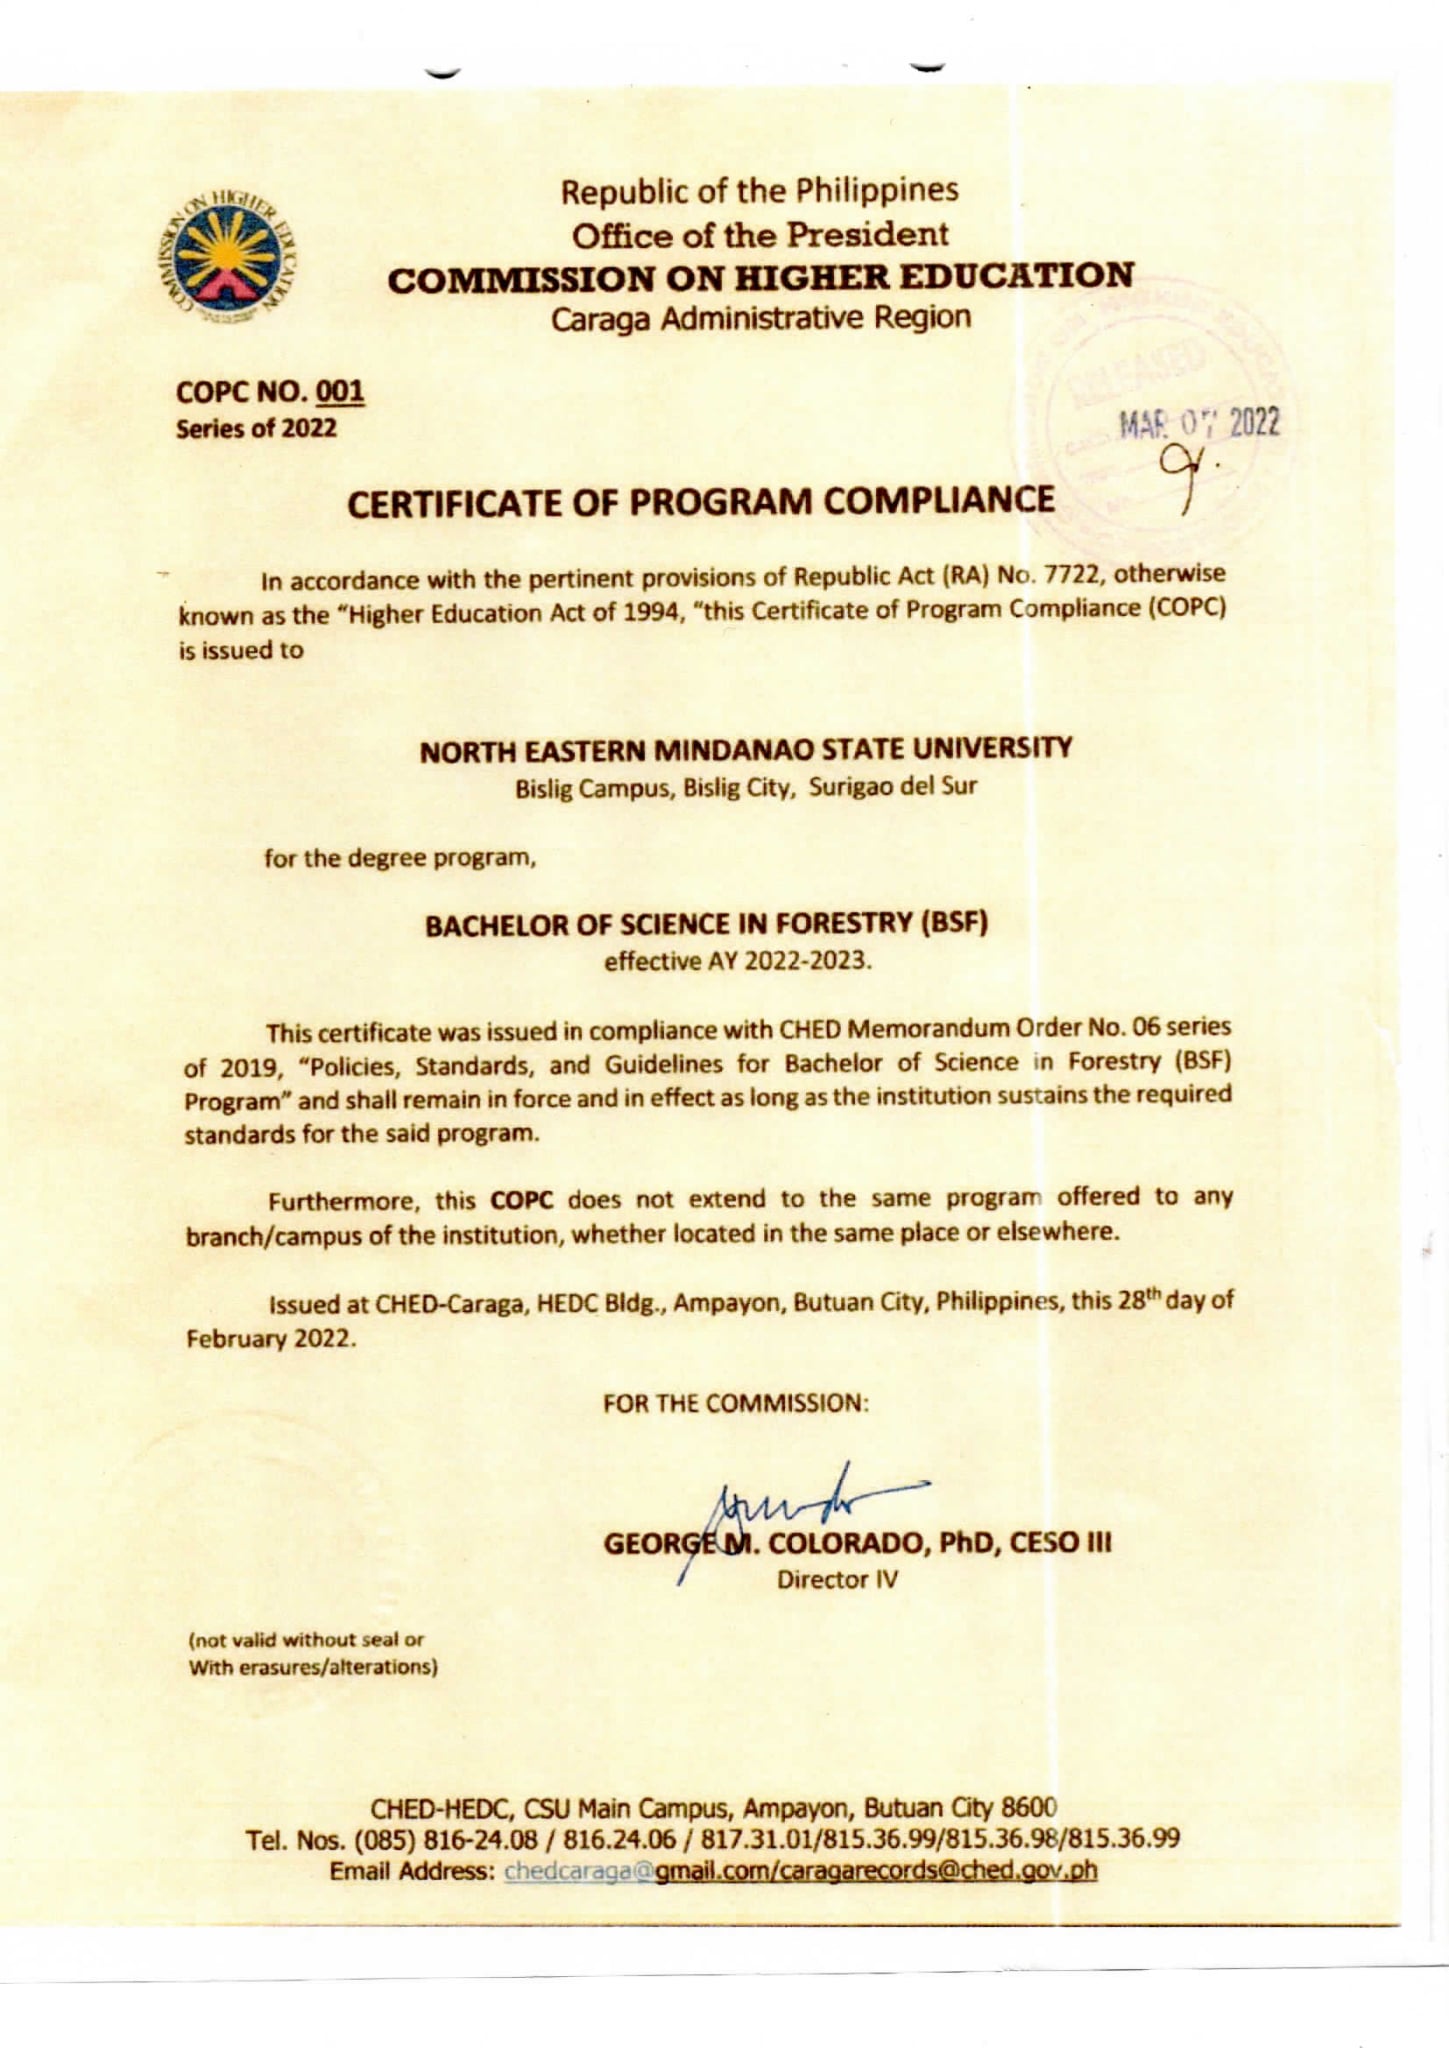 COMMISSION ON HIGHER EDUCATION
Republic of the Philippines
Office of the President
COMMISSION ON HIGHER EDUCATION
Caraga Administrative Region
COPC NO. 001
Series of 2022
RELEASED
MAR 07 2022
CERTIFICATE OF PROGRAM COMPLIANCE
In accordance with the pertinent provisions of Republic Act (RA) No. 7722, otherwise
known as the “Higher Education Act of 1994, “this Certificate of Program Compliance (COPC)
is issued to
NORTH EASTERN MINDANAO STATE UNIVERSITY
Bislig Campus, Bislig City, Surigao del Sur
for the degree program,
BACHELOR OF SCIENCE IN FORESTRY (BSF)
effective AY 2022-2023.
This certificate was issued in compliance with CHED Memorandum Order No. 06 series
of 2019, “Policies, Standards, and Guidelines for Bachelor of Science in Forestry (BSF)
Program” and shall remain in force and in effect as long as the institution sustains the required
standards for the said program.
Furthermore, this COPC does not extend to the same program offered to any
branch/campus of the institution, whether located in the same place or elsewhere.
Issued at CHED-Caraga, HEDC Bldg., Ampayon, Butuan City, Philippines, this 28th day of
February 2022.
FOR THE COMMISSION:
GEORGE M. COLORADO, PhD, CESO III
Director IV
(not valid without seal or
With erasures/alterations)
CHED-HEDC, CSU Main Campus, Ampayon, Butuan City 8600
Tel. Nos. (085) 816-24.08 / 816.24.06 / 817.31.01/815.36.99/815.36.98/815.36.99
Email Address: chedcaraga@gmail.com/caragarecords@ched.gov.ph